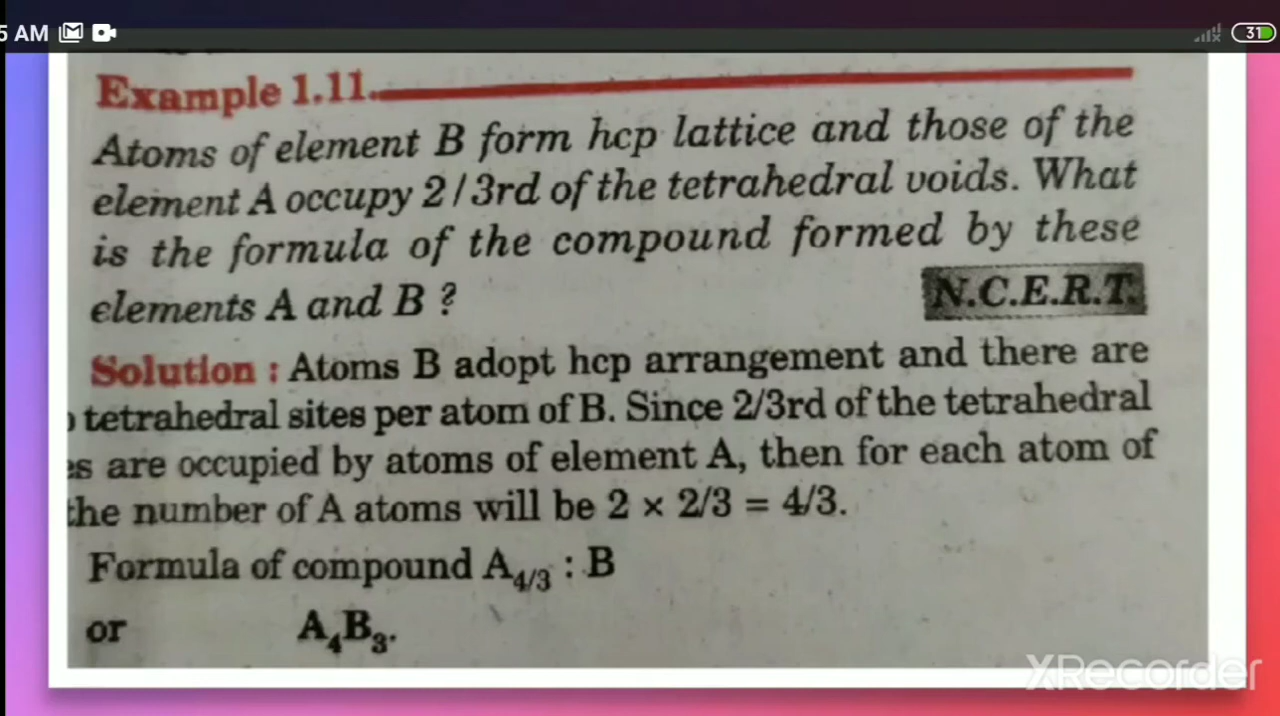 5 AM
31
Example 1.11.
Atoms of element B form hcp lattice and those of the
element A occupy 2/3rd of the tetrahedral voids. What
is the formula of the compound formed by these
elements A and B ?
N.C.E.R.T.
Solution : Atoms B adopt hcp arrangement and there are
tetrahedral sites per atom of B. Since 2/3rd of the tetrahedral
es are occupied by atoms of element A, then for each atom of
the number of A atoms will be 2 × 2/3 = 4/3.
Formula of compound A4/3 : B
or A4B3.
XRecorder